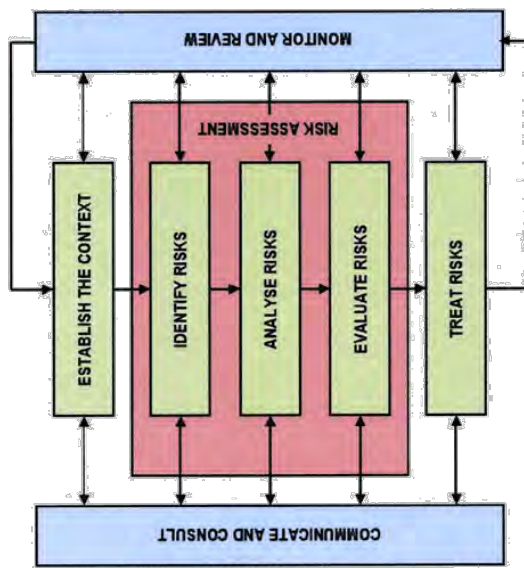 ESTABLISH THE CONTEXT
IDENTIFY RISKS
ANALYSE RISKS
EVALUATE RISKS
TREAT RISKS
RISK ASSESSMENT
COMMUNICATE AND CONSULT
MONITOR AND REVIEW